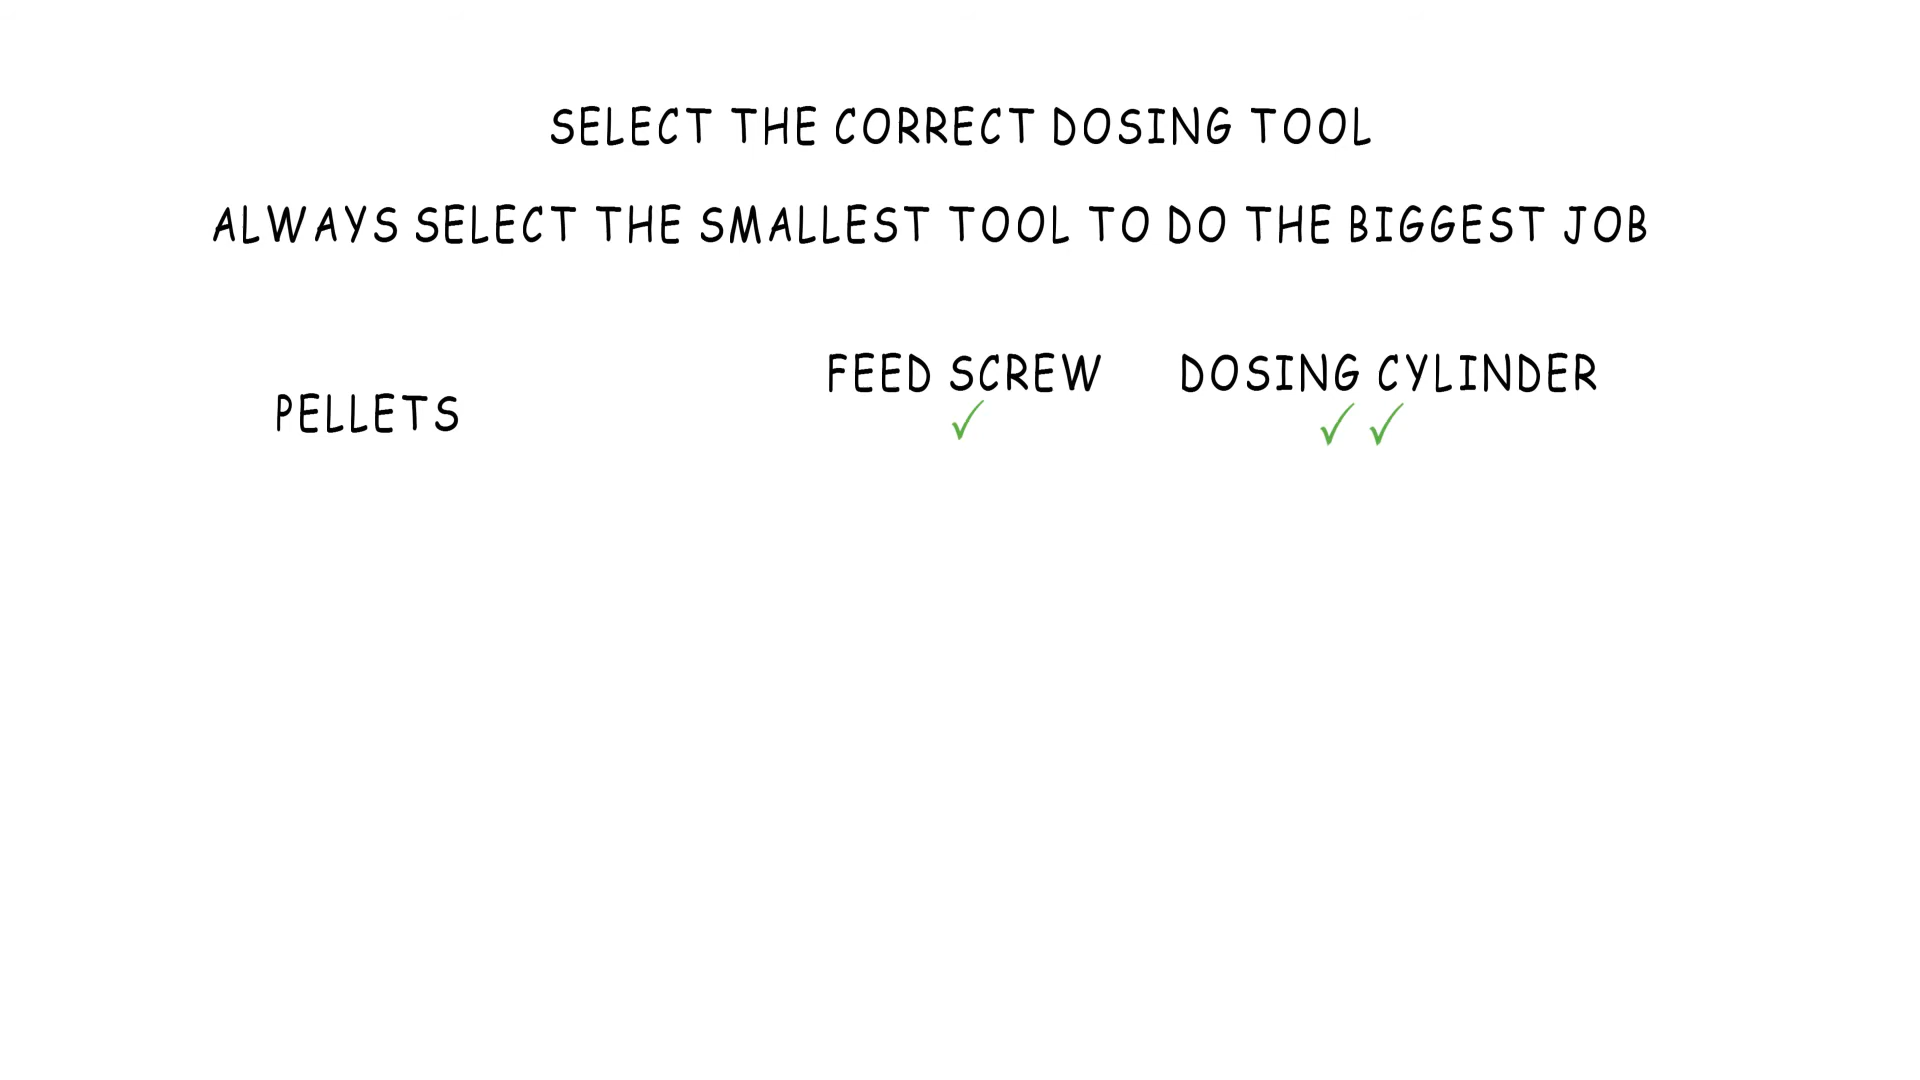 SELECT THE CORRECT DOSING TOOL
ALWAYS SELECT THE SMALLEST TOOL TO DO THE BIGGEST JOB
FEED SCREW DOSING CYLINDER
PELLETS